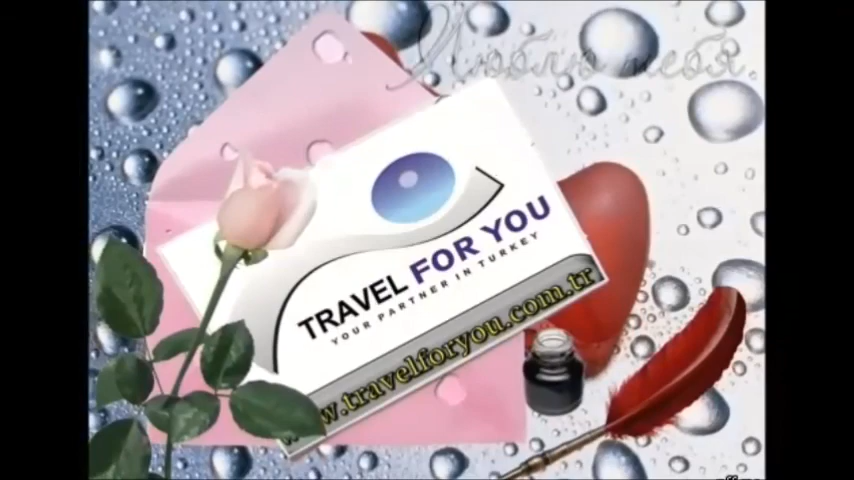 Люблю тебя.
TRAVEL FOR YOU
YOUR PARTNER IN TURKEY
www.travelforyou.com.tr